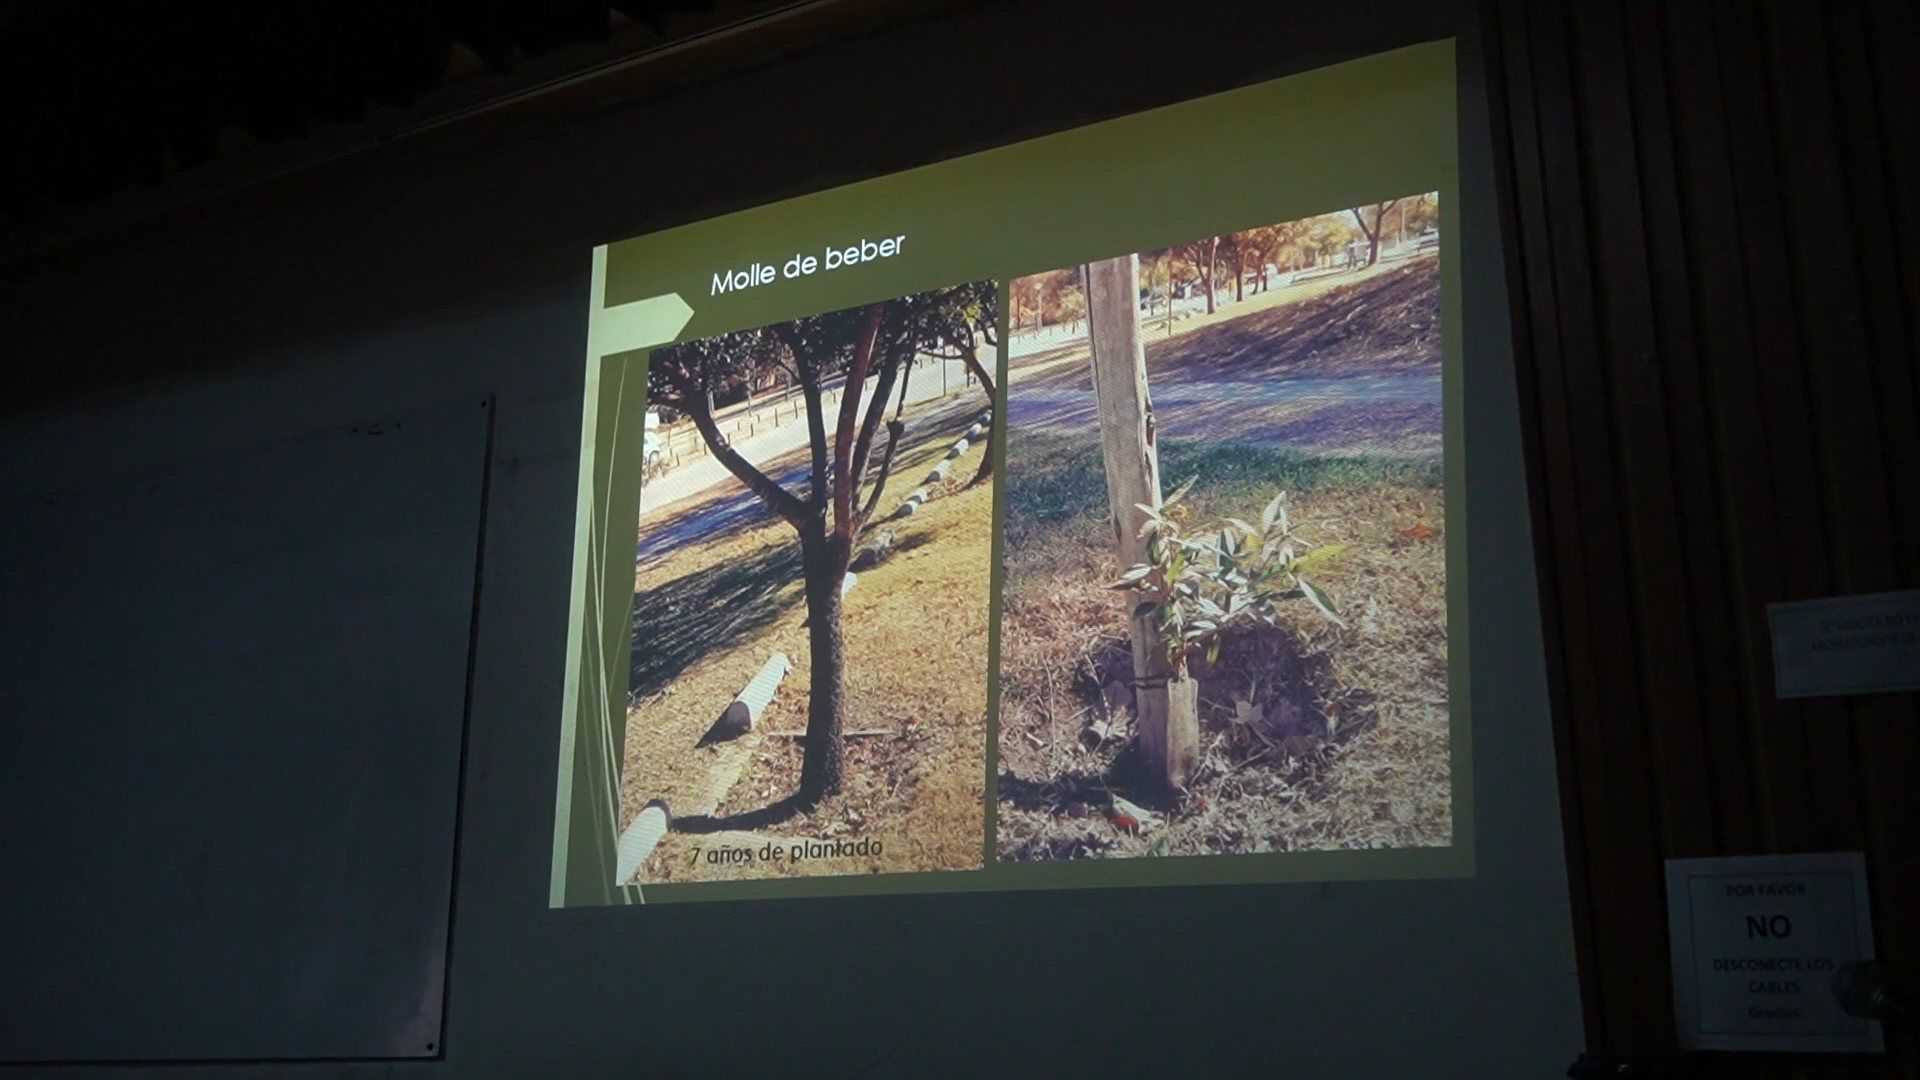 Molle de beber
7 años de plantado
POR FAVOR
NO
DESCONECTE LOS
CABLES
Gracias.